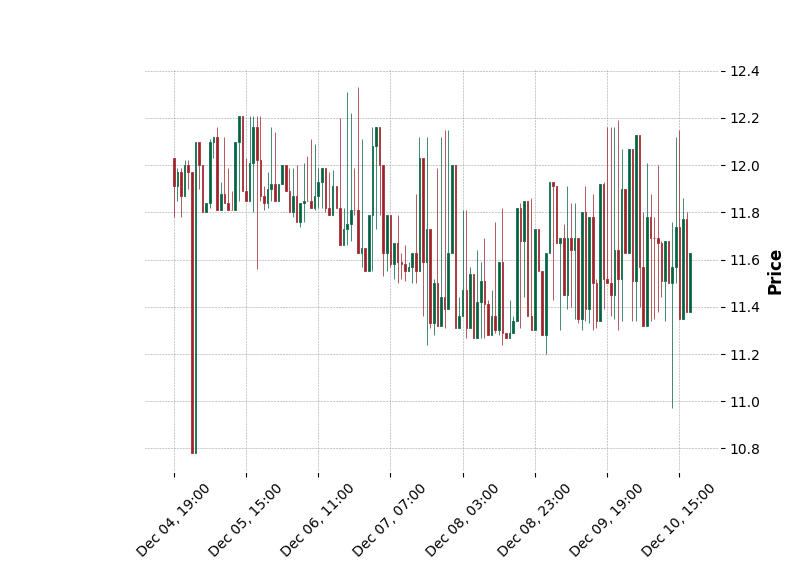 12.4
12.2
12.0
11.8
11.6
11.4
11.2
11.0
10.8
Price
Dec 04, 19:00
Dec 05, 15:00
Dec 06, 11:00
Dec 07, 07:00
Dec 08, 03:00
Dec 08, 23:00
Dec 09, 19:00
Dec 10, 15:00